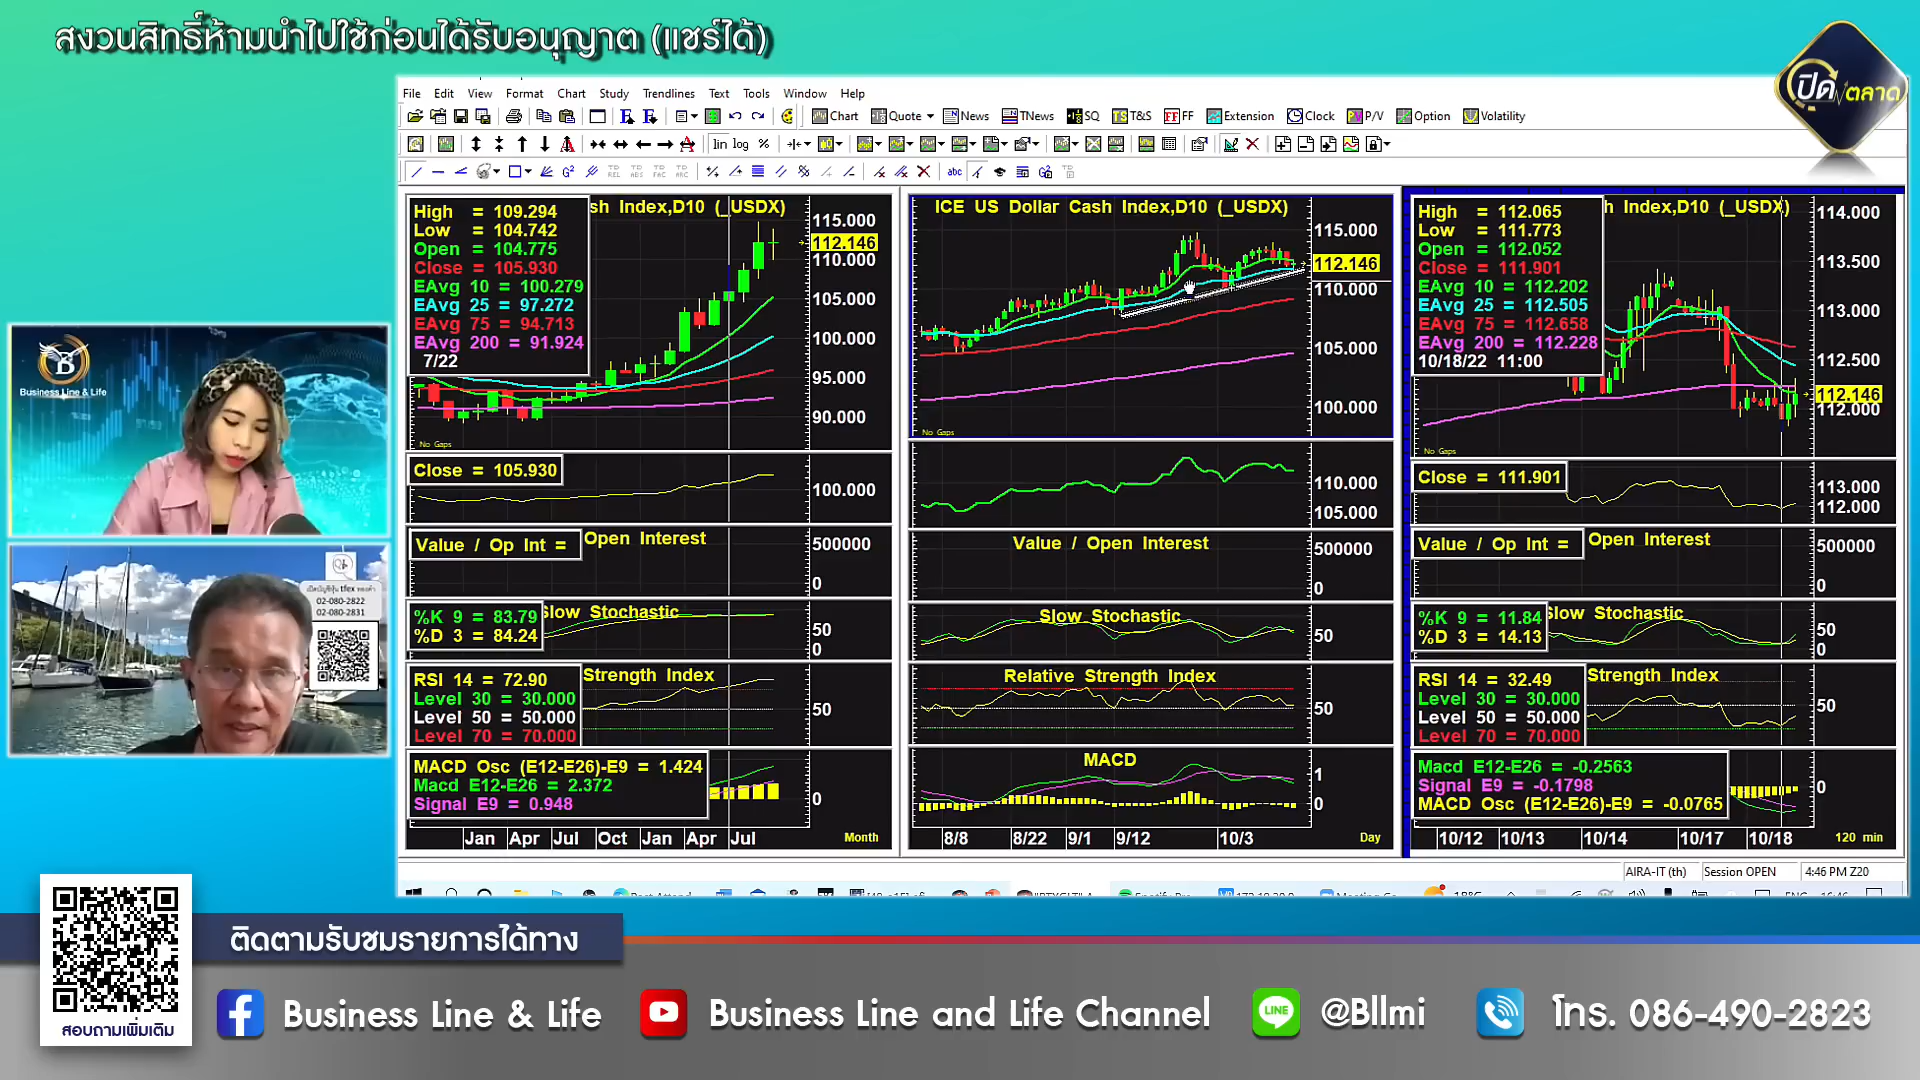 สงวนสิทธิ์ห้ามนำไปใช้ก่อนได้รับอนุญาต (แชร์ได้)
ปิดตลาด
File Edit View Format Chart Study Trendlines Text Tools Window Help
Chart Quote News TNews SQ T&S FF Extension Clock P/V Option Volatility
lin log %
abc
High = 109.294
Low = 104.742
Open = 104.775
Close = 105.930
EAvg 10 = 100.279
EAvg 25 = 97.272
EAvg 75 = 94.713
EAvg 200 = 91.924
7/22
sh Index,D10 (_USDX)
115.000
112.146
110.000
105.000
100.000
95.000
90.000
No Gaps
Close = 105.930
100.000
Value / Op Int =
Open Interest
500000
0
%K 9 = 83.79
%D 3 = 84.24
Slow Stochastic
50
0
RSI 14 = 72.90
Level 30 = 30.000
Level 50 = 50.000
Level 70 = 70.000
Strength Index
50
MACD Osc (E12-E26)-E9 = 1.424
Macd E12-E26 = 2.372
Signal E9 = 0.948
0
Jan Apr Jul Oct Jan Apr Jul Month
ICE US Dollar Cash Index,D10 (_USDX)
115.000
112.146
110.000
105.000
100.000
No Gaps
110.000
105.000
Value / Open Interest
500000
0
Slow Stochastic
50
Relative Strength Index
50
MACD
1
0
8/8 8/22 9/1 9/12 10/3 Day
High = 112.065
Low = 111.773
Open = 112.052
Close = 111.901
EAvg 10 = 112.202
EAvg 25 = 112.505
EAvg 75 = 112.658
EAvg 200 = 112.228
10/18/22 11:00
h Index,D10 (_USDX)
114.000
113.500
113.000
112.500
112.146
112.000
No Gaps
Close = 111.901
113.000
112.000
Value / Op Int =
Open Interest
500000
0
%K 9 = 11.84
%D 3 = 14.13
Slow Stochastic
50
0
RSI 14 = 32.49
Level 30 = 30.000
Level 50 = 50.000
Level 70 = 70.000
Strength Index
50
Macd E12-E26 = -0.2563
Signal E9 = -0.1798
MACD Osc (E12-E26)-E9 = -0.0765
0
10/12 10/13 10/14 10/17 10/18 120 min
AIRA-IT (th) Session OPEN 4:46 PM Z20
Business Line & Life
02-080-2822
02-080-2831
สอบถามเพิ่มเติม
ติดตามรับชมรายการได้ทาง
Business Line & Life
Business Line and Life Channel
LINE
@Bllmi
โทร. 086-490-2823